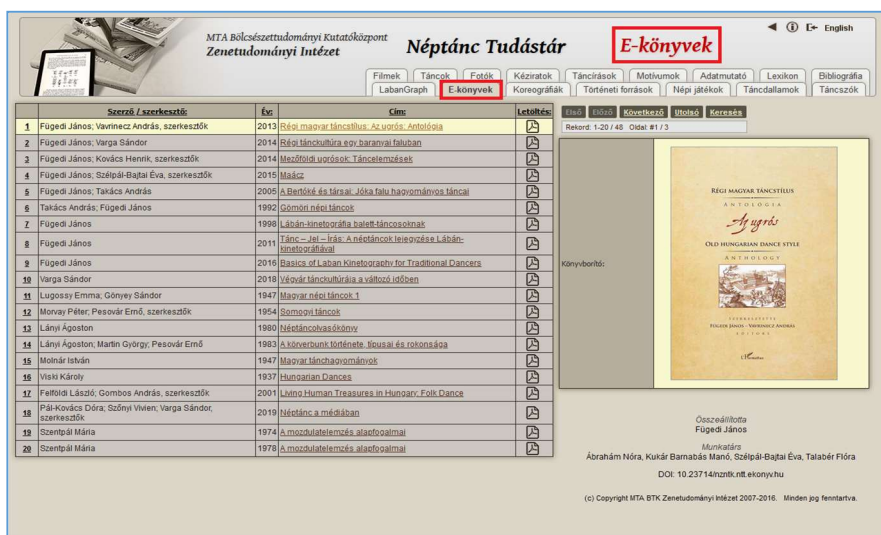 MTA Bölcsészettudományi Kutatóközpont
Zenetudományi Intézet
Néptánc Tudástár
E-könyvek
English
Filmek Táncok Fotók Kéziratok Táncírások Motívumok Adatmutató Lexikon Bibliográfia
LabanGraph E-könyvek Koreográfiák Történeti források Népi játékok Táncdallamok Táncszók
Szerző / szerkesztő: Év: Cím: Letöltés:
1 Fügedi János; Vavrinecz András, szerkesztők 2013 Régi magyar táncstílus: Az ugrós: Antológia
2 Fügedi János; Varga Sándor 2014 Régi tánckultúra egy baranyai faluban
3 Fügedi János; Kovács Henrik, szerkesztők 2014 Mezőföldi ugrósok: Táncelemzések
4 Fügedi János; Szélpál-Bajtai Éva, szerkesztők 2015 Maácz
5 Fügedi János; Takács András 2005 A Bertóké és társai: Jóka falu hagyományos táncai
6 Takács András; Fügedi János 1992 Gömöri népi táncok
7 Fügedi János 1998 Lábán-kinetográfia balett-táncosoknak
8 Fügedi János 2011 Tánc – Jel – Írás: A néptáncok lejegyzése Lábán-
kinetográfiával
9 Fügedi János 2016 Basics of Laban Kinetography for Traditional Dancers
10 Varga Sándor 2018 Végvár tánckultúrája a változó időben
11 Lugossy Emma; Gönyey Sándor 1947 Magyar népi táncok 1
12 Morvay Péter; Pesovár Ernő, szerkesztők 1954 Somogyi táncok
13 Lányi Ágoston 1980 Néptáncolvasókönyv
14 Lányi Ágoston; Martin György; Pesovár Ernő 1983 A körverbunk története, típusai és rokonsága
15 Molnár István 1947 Magyar tánchagyományok
16 Viski Károly 1937 Hungarian Dances
17 Felföldi László; Gombos András, szerkesztők 2001 Living Human Treasures in Hungary: Folk Dance
18 Pál-Kovács Dóra; Szőnyi Vivien; Varga Sándor,
szerkesztők 2019 Néptánc a médiában
19 Szentpál Mária 1974 A mozdulatelemzés alapfogalmai
20 Szentpál Mária 1978 A mozdulatelemzés alapfogalmai
Első Előző Következő Utolsó Keresés
Rekord: 1-20 / 48 Oldal: #1 / 3
Könyvborító:
RÉGI MAGYAR TÁNCSTÍLUS
ANTOLÓGIA
Az ugrós
OLD HUNGARIAN DANCE STYLE
ANTHOLOGY
SZERKESZTETTE
FÜGEDI JÁNOS – VAVRINECZ ANDRÁS
EDITORS
L'Harmattan
Összeállította
Fügedi János
Munkatárs
Ábrahám Nóra, Kukár Barnabás Manó, Szélpál-Bajtai Éva, Talabér Flóra
DOI: 10.23714/nzntk.ntt.ekonyv.hu
(c) Copyright MTA BTK Zenetudományi Intézet 2007-2016. Minden jog fenntartva.